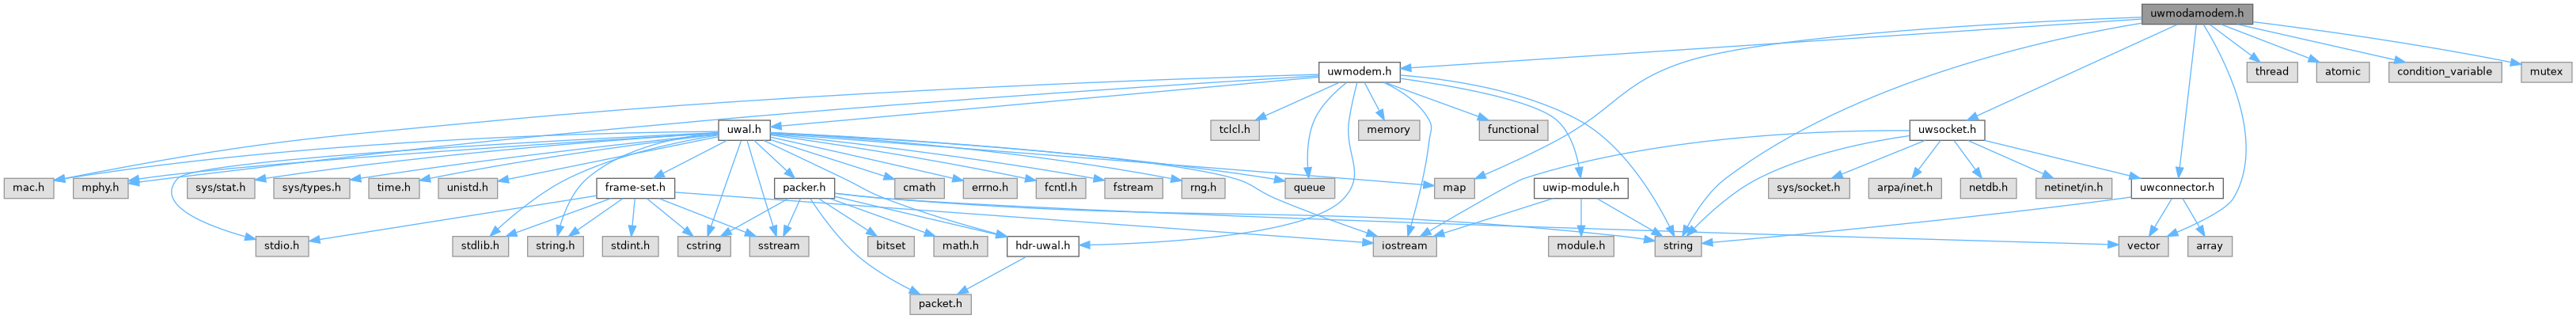 uwmodamodem.h
uwmodem.h
thread
atomic
condition_variable
mutex
uwal.h
tclcl.h
memory
functional
uwsocket.h
mac.h
mphy.h
sys/stat.h
sys/types.h
time.h
unistd.h
frame-set.h
packer.h
cmath
errno.h
fcntl.h
fstream
rng.h
queue
map
uwip-module.h
sys/socket.h
arpa/inet.h
netdb.h
netinet/in.h
uwconnector.h
stdio.h
stdlib.h
string.h
stdint.h
cstring
sstream
bitset
math.h
hdr-uwal.h
iostream
module.h
string
vector
array
packet.h